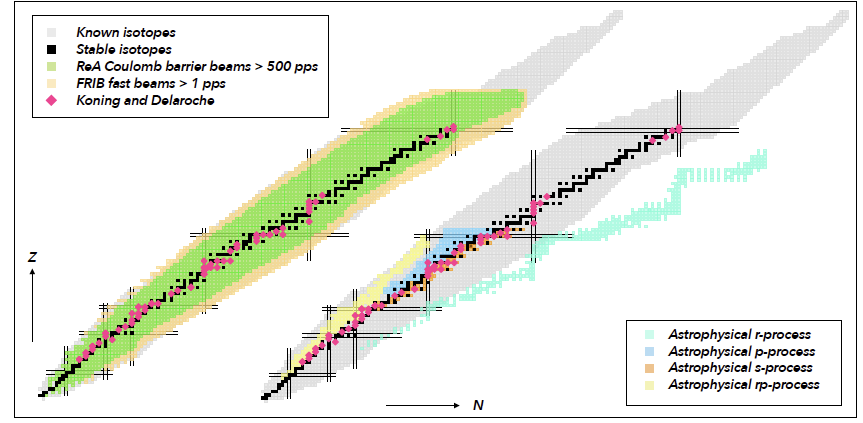 Known isotopes
Stable isotopes
ReA Coulomb barrier beams > 500 pps
FRIB fast beams > 1 pps
Koning and Delaroche
Z
N
Astrophysical r-process
Astrophysical p-process
Astrophysical s-process
Astrophysical rp-process